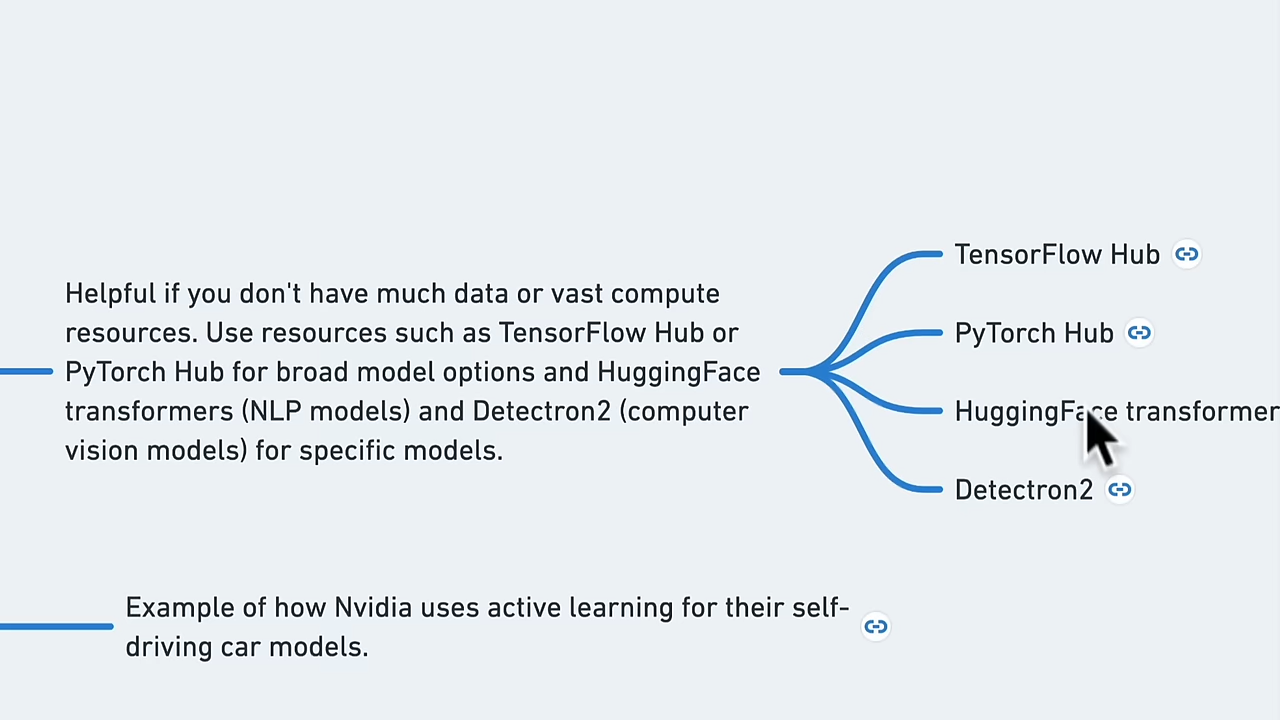 TensorFlow Hub
Helpful if you don't have much data or vast compute
resources. Use resources such as TensorFlow Hub or
PyTorch Hub for broad model options and HuggingFace
transformers (NLP models) and Detectron2 (computer
vision models) for specific models.
PyTorch Hub
HuggingFace transformer
Detectron2
Example of how Nvidia uses active learning for their self-
driving car models.